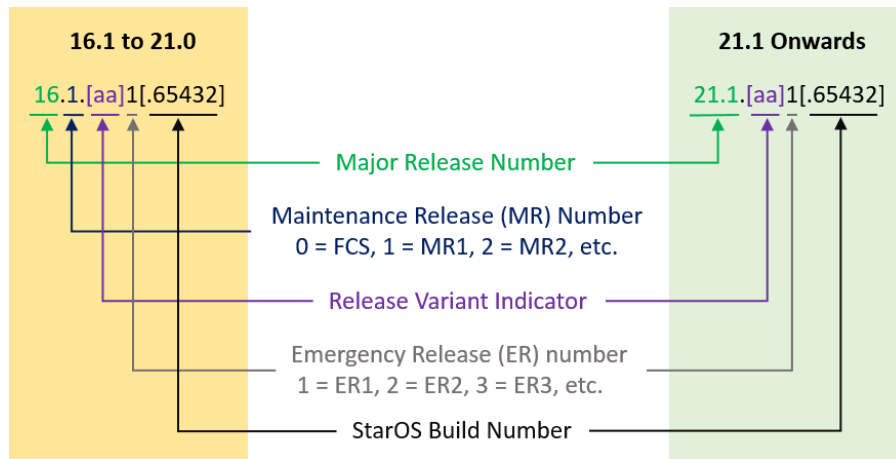 16.1 to 21.0
21.1 Onwards
16.1.[aa]1[.65432]
21.1.[aa]1[.65432]
Major Release Number
Maintenance Release (MR) Number
0 = FCS, 1 = MR1, 2 = MR2, etc.
Release Variant Indicator
Emergency Release (ER) number
1 = ER1, 2 = ER2, 3 = ER3, etc.
StarOS Build Number